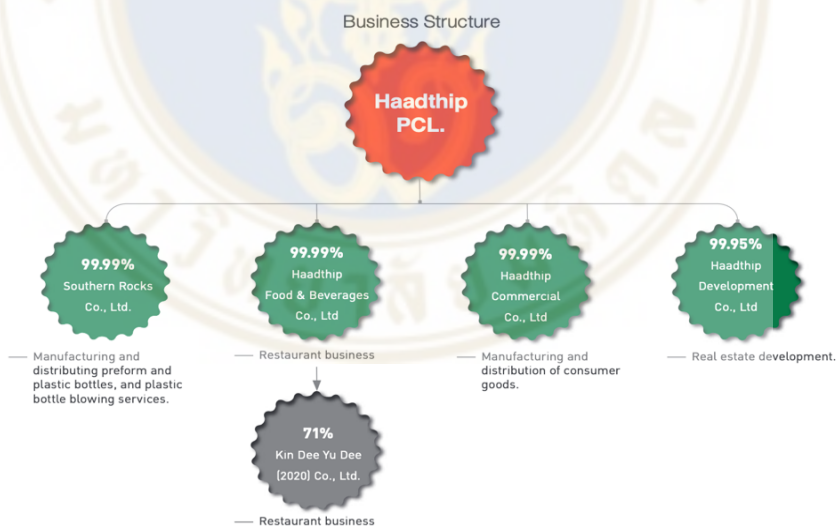 Business Structure
Haadthip
PCL.
99.99%
Southern Rocks
Co., Ltd.
Manufacturing and
distributing preform and
plastic bottles, and plastic
bottle blowing services.
99.99%
Haadthip
Food & Beverages
Co., Ltd
Restaurant business
71%
Kin Dee Yu Dee
(2020) Co., Ltd.
Restaurant business
99.99%
Haadthip
Commercial
Co., Ltd
Manufacturing and
distribution of consumer
goods.
99.95%
Haadthip
Development
Co., Ltd
Real estate development.